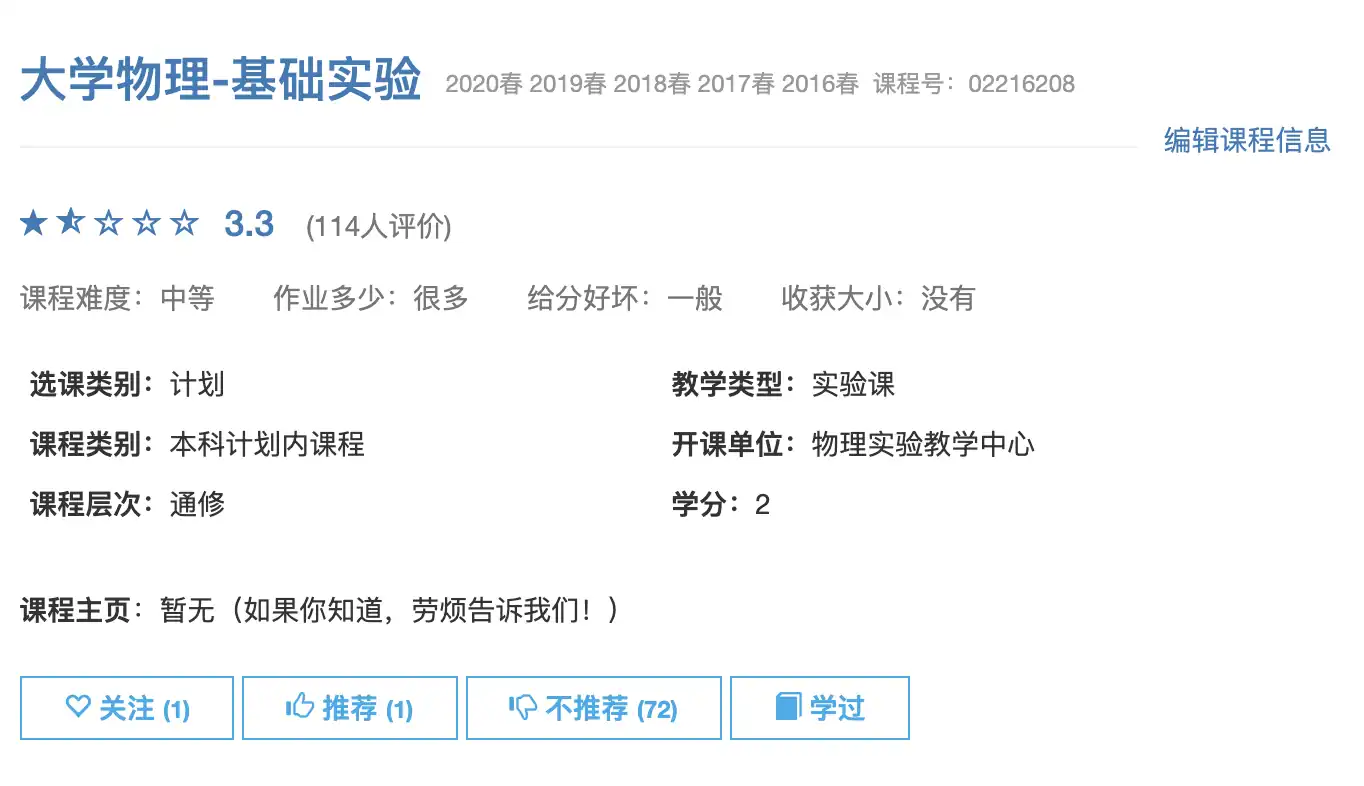 大学物理-基础实验 2020春 2019春 2018春 2017春 2016春 课程号：02216208
编辑课程信息
3.3 (114人评价)
课程难度：中等 作业多少：很多 给分好坏：一般 收获大小：没有
选课类别：计划 教学类型：实验课
课程类别：本科计划内课程 开课单位：物理实验教学中心
课程层次：通修 学分：2
课程主页：暂无（如果你知道，劳烦告诉我们！）
关注 (1) 推荐 (1) 不推荐 (72) 学过